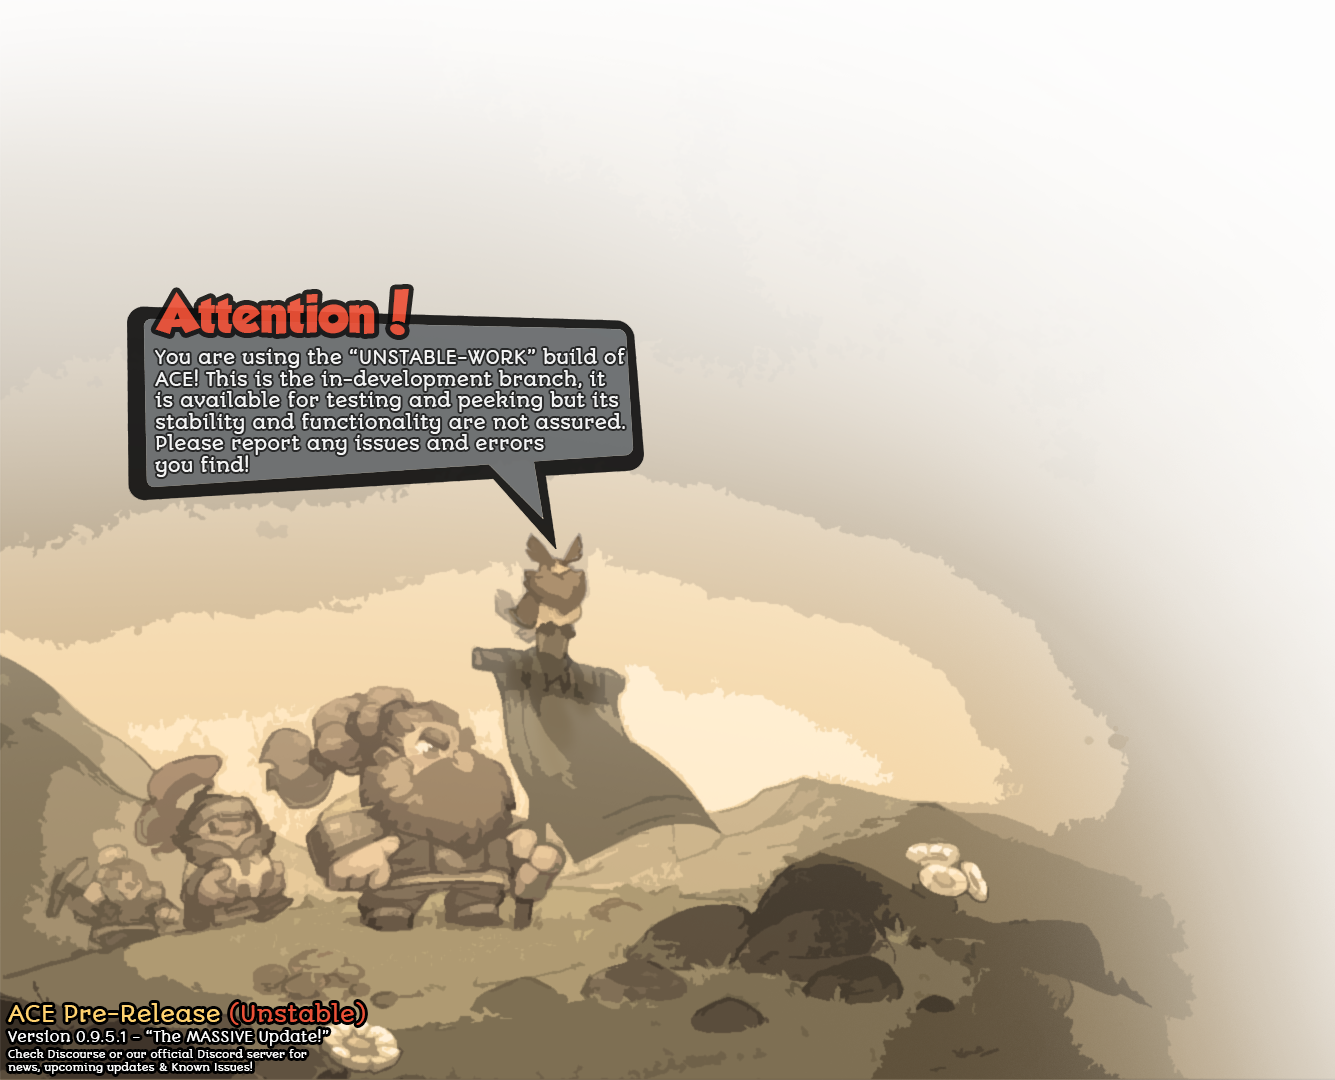 Attention!
You are using the “UNSTABLE-WORK” build of
ACE! This is the in-development branch, it
is available for testing and peeking but its
stability and functionality are not assured.
Please report any issues and errors
you find!
ACE Pre-Release (Unstable)
Version 0.9.5.1 - “The MASSIVE Update!”
Check Discourse or our official Discord server for
news, upcoming updates & Known Issues!